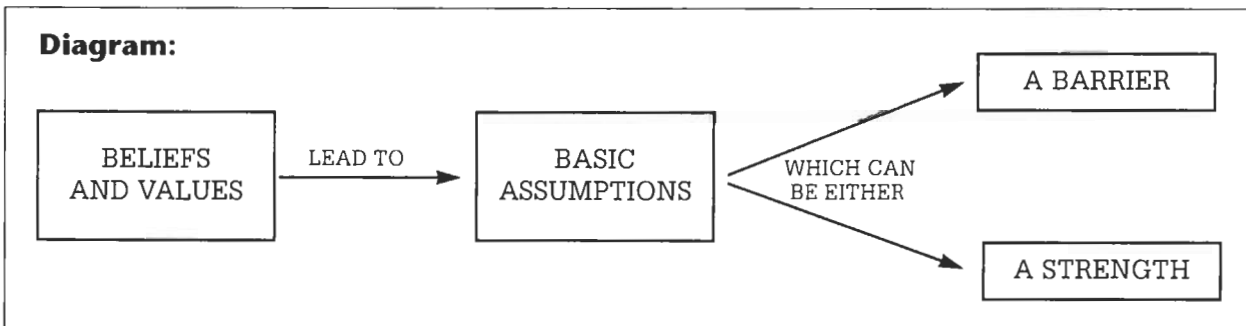 Diagram:
BELIEFS
AND VALUES
LEAD TO
BASIC
ASSUMPTIONS
WHICH CAN
BE EITHER
A BARRIER
A STRENGTH